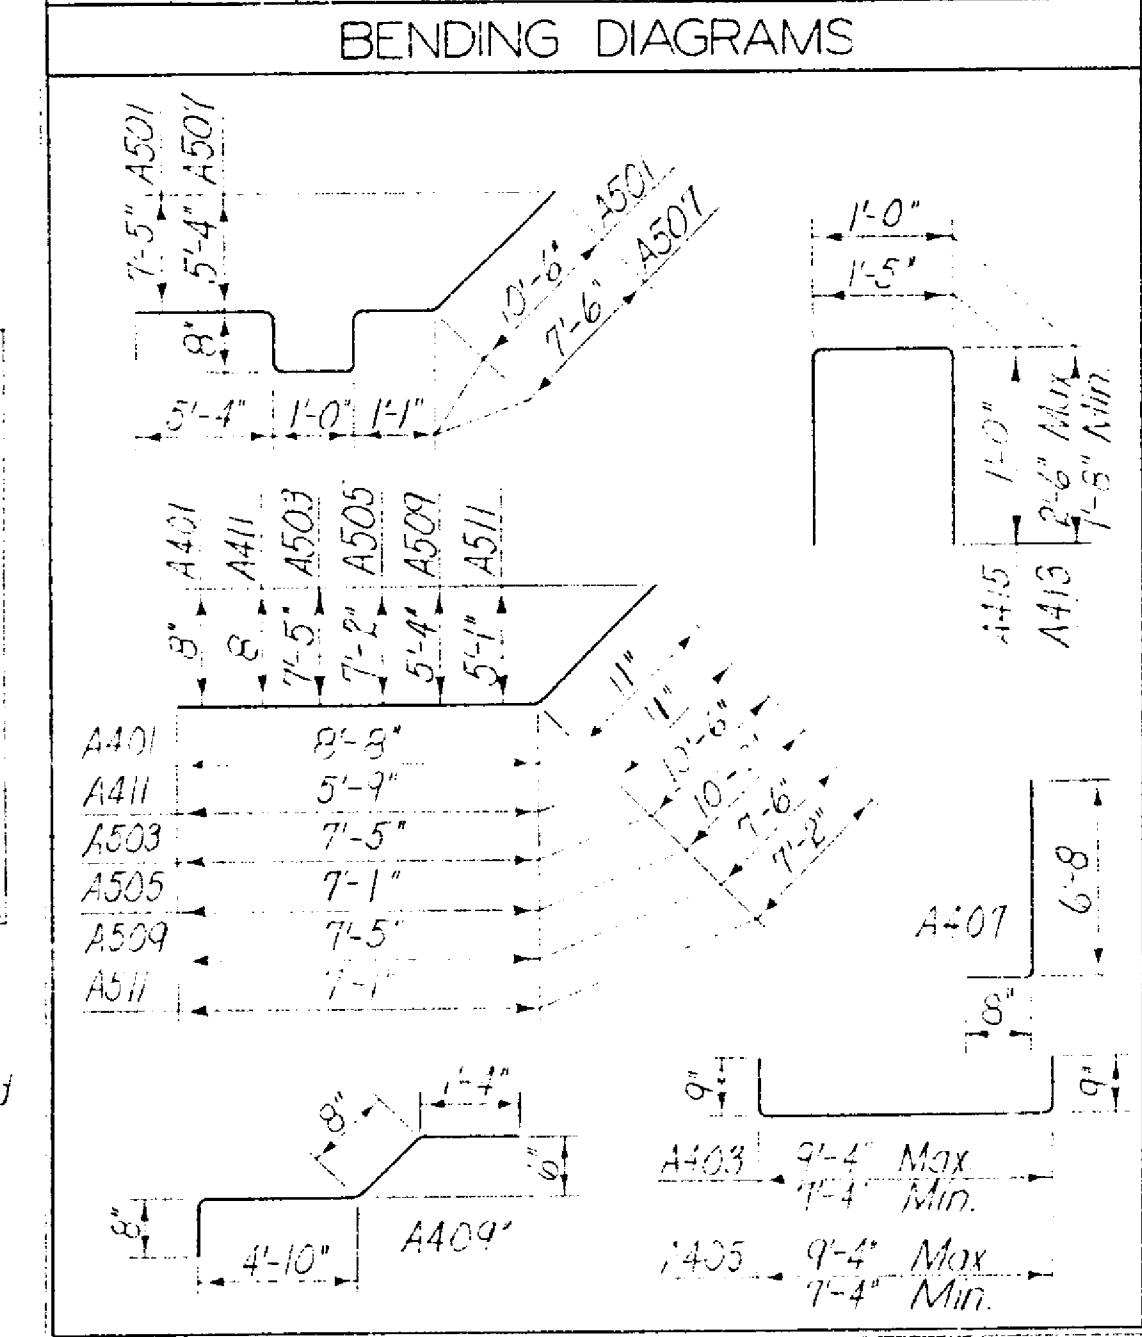 BENDING DIAGRAMS
7'-5" A501
5'-4" A507
8"
5'-4" 1'-0" 1'-1"
10'-6" A501
7'-6" A507
1'-0"
1'-5"
1'-0" A415
2'-6" Max
1'-8" Min.
A413
8" A401
8 A411
7'-5" A503
7'-2" A505
5'-4" A509
5'-1" A511
A401 8'-8"
A411 5'-9"
A503 7'-5"
A505 7'-1"
A509 7'-5"
A511 7'-1"
11"
11"
10'-6"
7'-6"
7'-2"
A407
6-8
8"
8"
1'-4"
6"
8"
4'-10"
A409
9"
9"
A403 9'-4" Max
7'-4" Min.
A405 9'-4" Max
7'-4" Min.